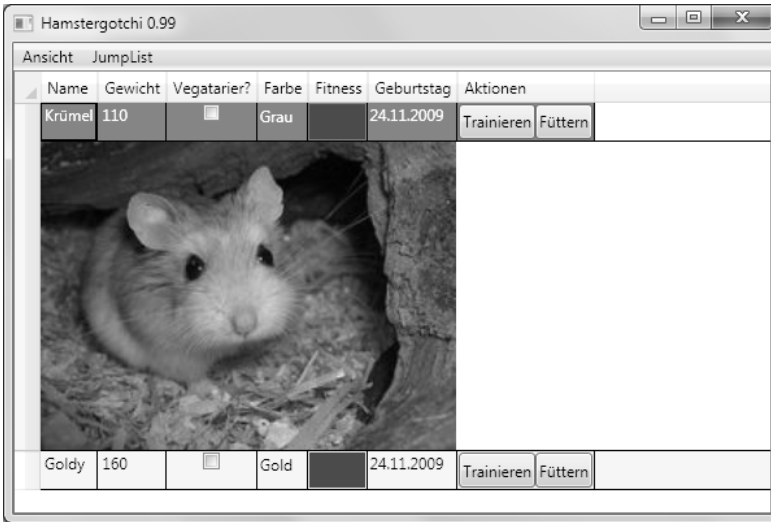 Hamstergotchi 0.99
Ansicht JumpList
Name Gewicht Vegatarier? Farbe Fitness Geburtstag Aktionen
Krümel 110 Grau 24.11.2009 Trainieren Füttern
Goldy 160 Gold 24.11.2009 Trainieren Füttern